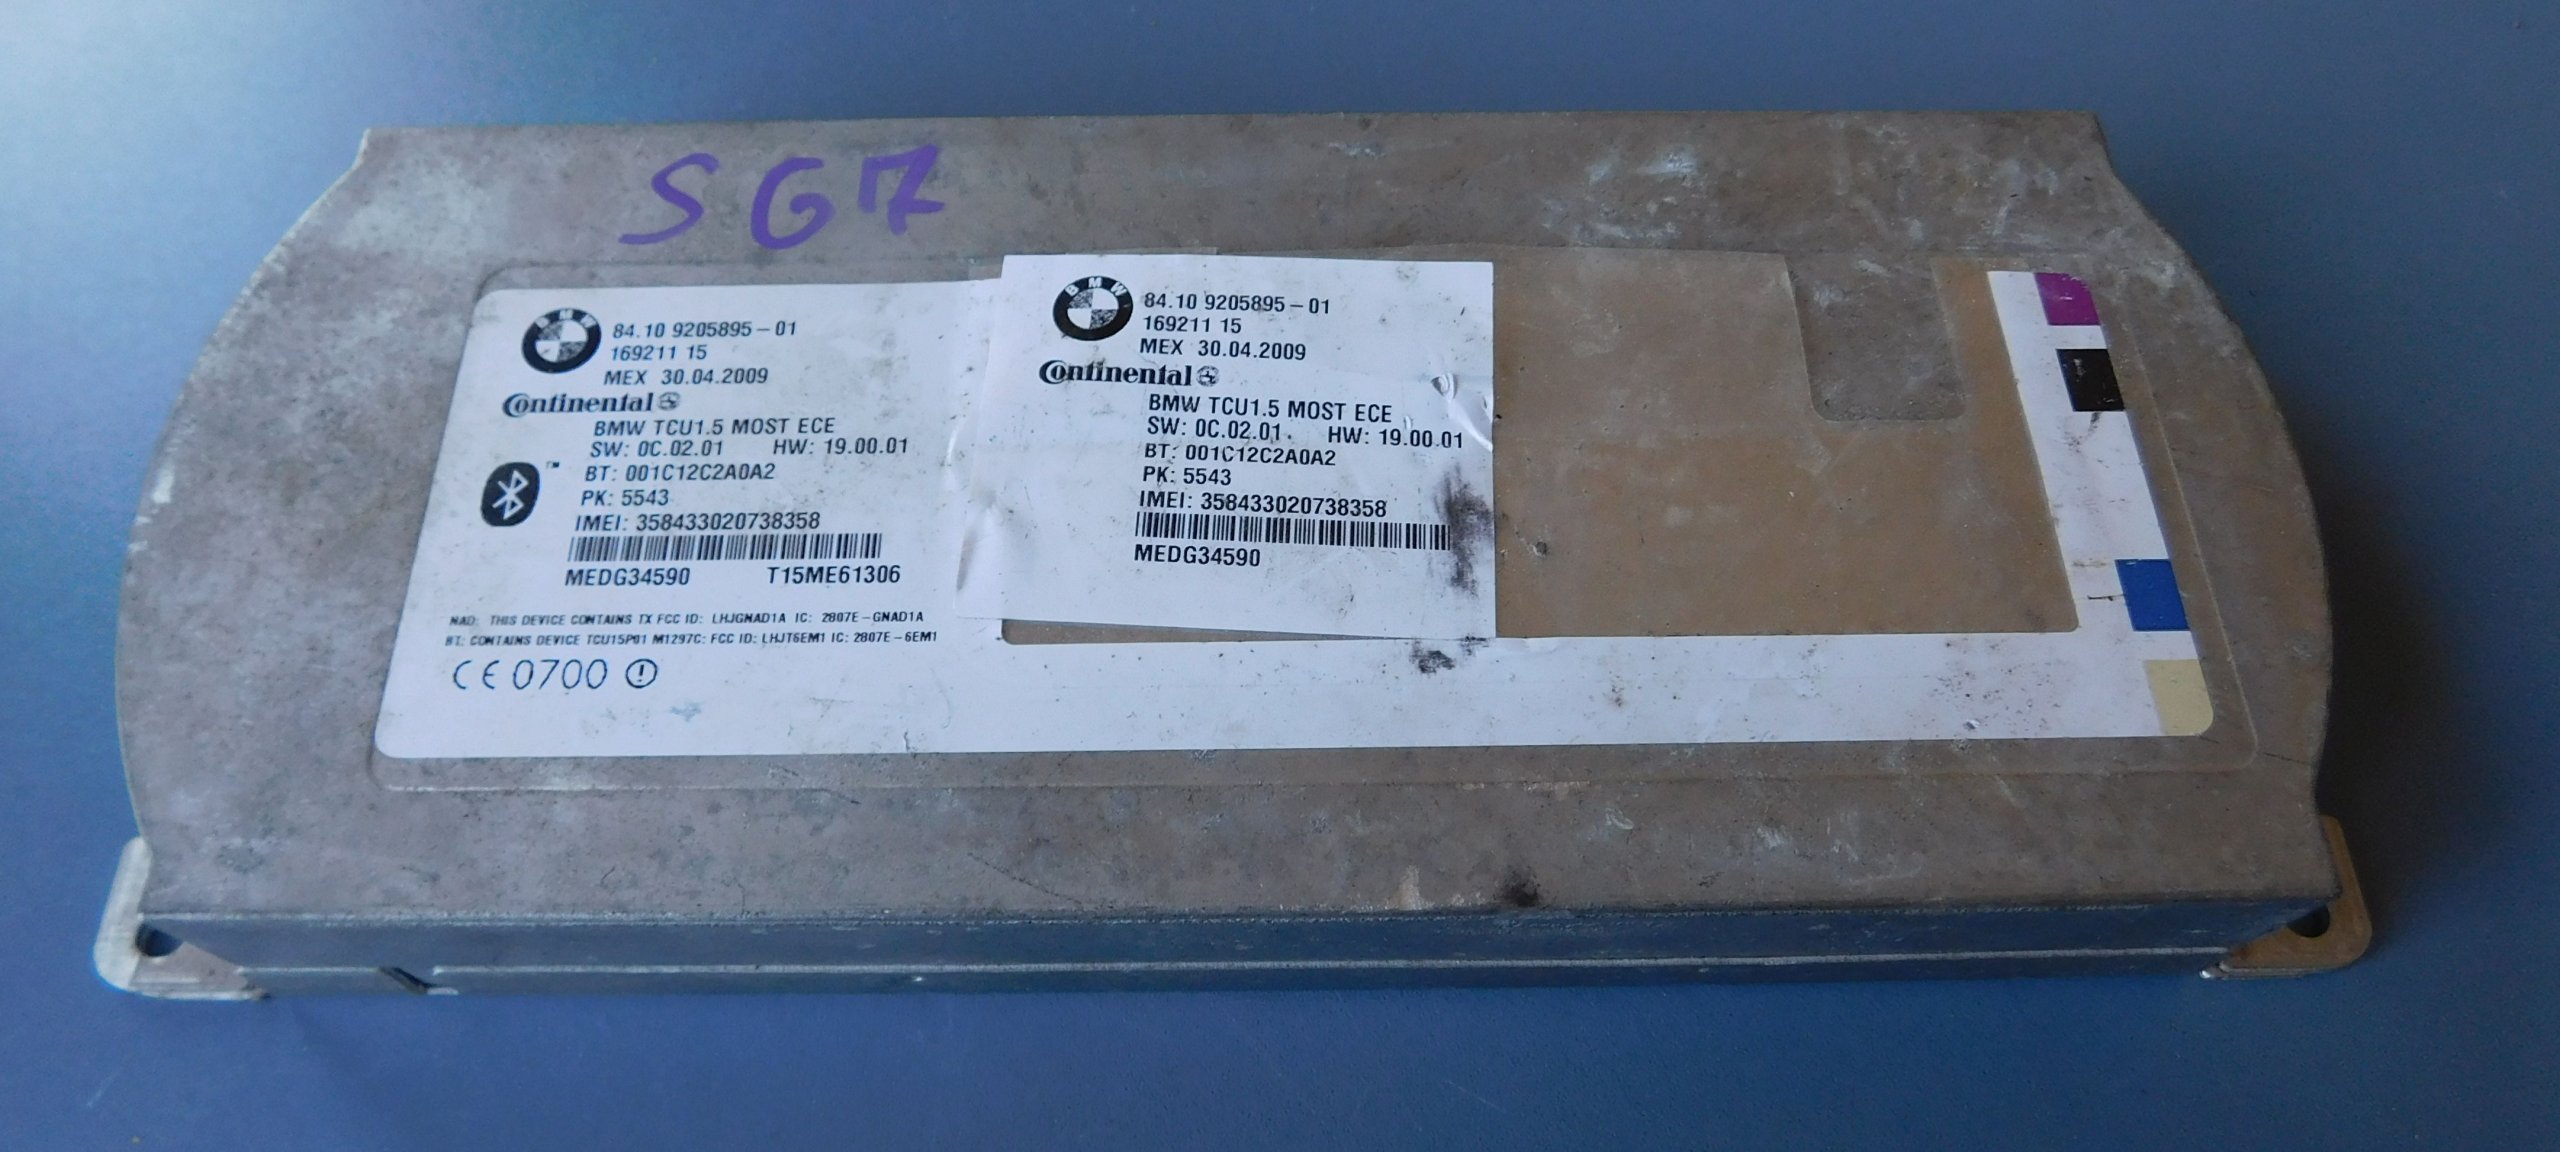 SG7
BMW
84.10 9205895-01
169211 15
MEX 30.04.2009
Continental
BMW TCU1.5 MOST ECE
SW: 0C.02.01 HW: 19.00.01
BT: 001C12C2A0A2
PK: 5543
IMEI: 358433020738358
MEDG34590 T15ME61306
NAD: THIS DEVICE CONTAINS TX FCC ID: LHJGNAD1A IC: 2807E-GNAD1A
BT: CONTAINS DEVICE TCU15P01 M1297C: FCC ID: LHJT6EM1 IC: 2807E-6EM1
CE 0700
BMW
84.10 9205895-01
169211 15
MEX 30.04.2009
Continental
BMW TCU1.5 MOST ECE
SW: 0C.02.01. HW: 19.00.01
BT: 001C12C2A0A2
PK: 5543
IMEI: 358433020738358
MEDG34590